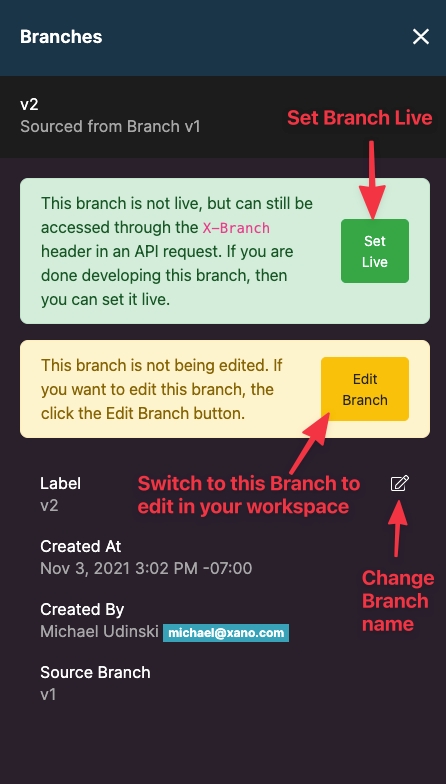 Branches
v2
Sourced from Branch v1
Set Branch Live
This branch is not live, but can still be
accessed through the X-Branch
header in an API request. If you are
done developing this branch, then
you can set it live.
Set
Live
This branch is not being edited. If
you want to edit this branch, the
click the Edit Branch button.
Edit
Branch
Label
v2
Switch to this Branch to
edit in your workspace
Change
Branch
name
Created At
Nov 3, 2021 3:02 PM -07:00
Created By
Michael Udinski michael@xano.com
Source Branch
v1